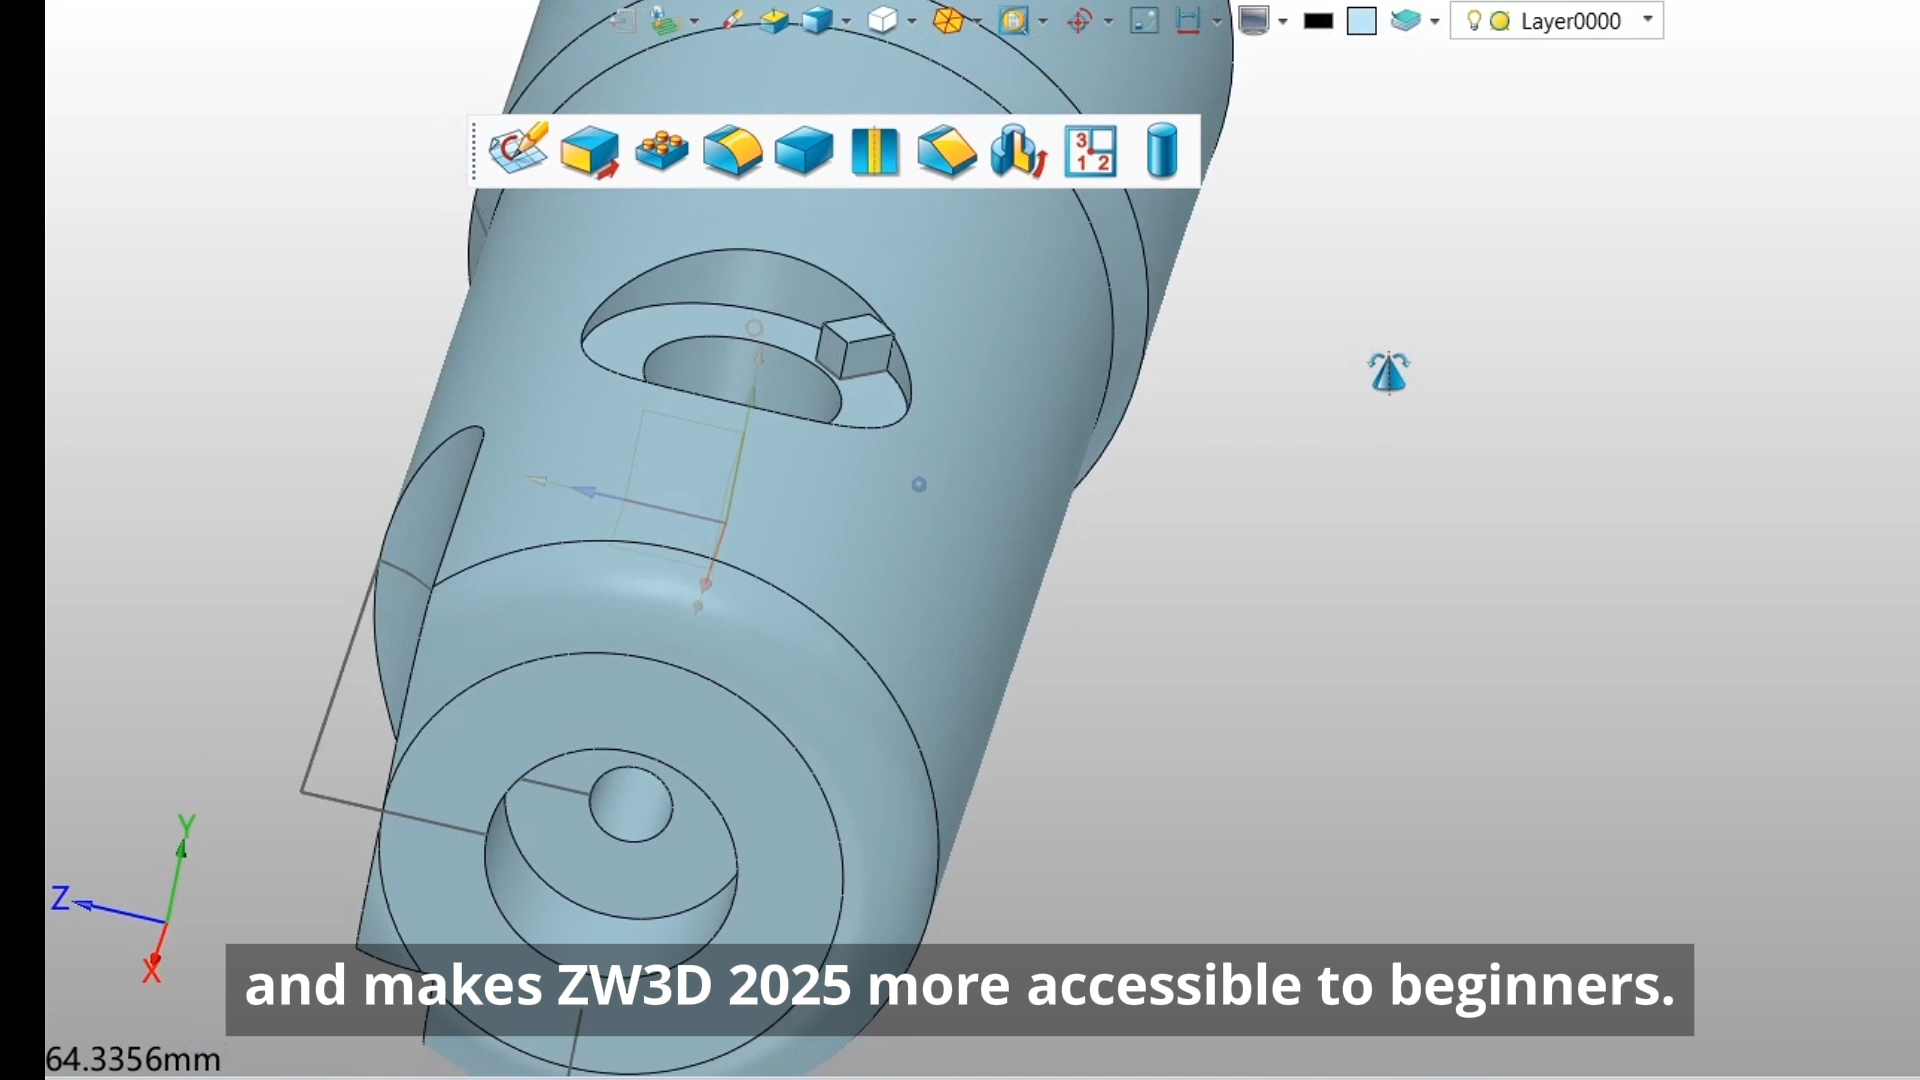 Layer0000
3
1 2
Y
Z
X
and makes ZW3D 2025 more accessible to beginners.
64.3356mm